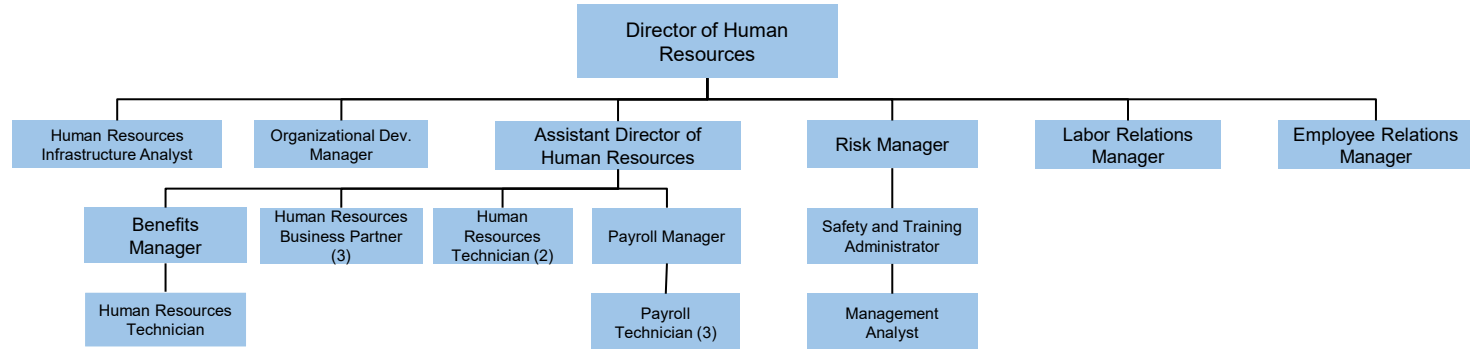 Director of Human
Resources
Human Resources
Infrastructure Analyst
Organizational Dev.
Manager
Assistant Director of
Human Resources
Risk Manager
Labor Relations
Manager
Employee Relations
Manager
Benefits
Manager
Human Resources
Business Partner
(3)
Human
Resources
Technician (2)
Payroll Manager
Safety and Training
Administrator
Human Resources
Technician
Payroll
Technician (3)
Management
Analyst